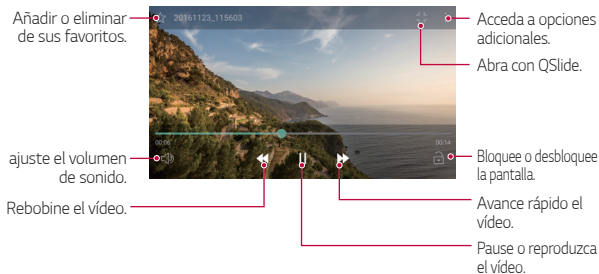 Añadir o eliminar
de sus favoritos.
20161123_115603
Acceda a opciones
adicionales.
Abra con QSlide.
00:06
00:14
ajuste el volumen
de sonido.
Bloquee o desbloquee
la pantalla.
Rebobine el vídeo.
Avance rápido el
vídeo.
Pause o reproduzca
el vídeo.